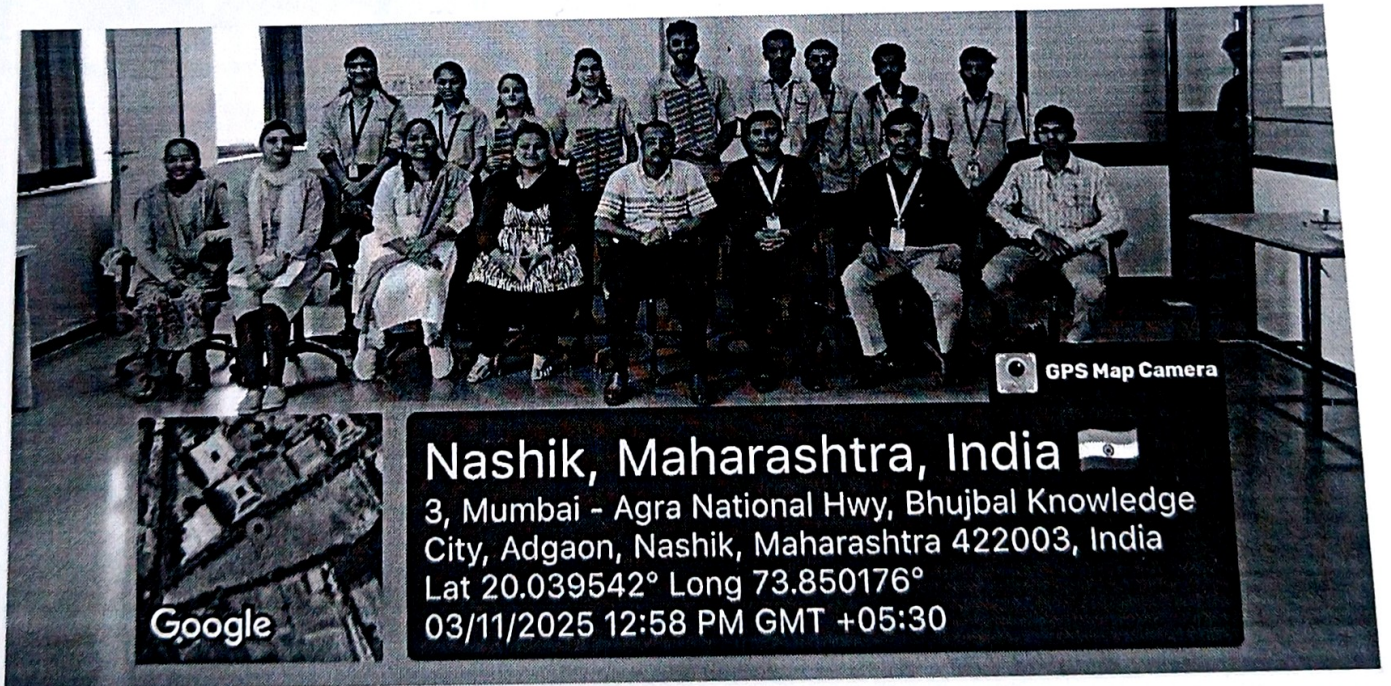 GPS Map Camera
Nashik, Maharashtra, India
3, Mumbai - Agra National Hwy, Bhujbal Knowledge
City, Adgaon, Nashik, Maharashtra 422003, India
Lat 20.039542° Long 73.850176°
03/11/2025 12:58 PM GMT +05:30
Google